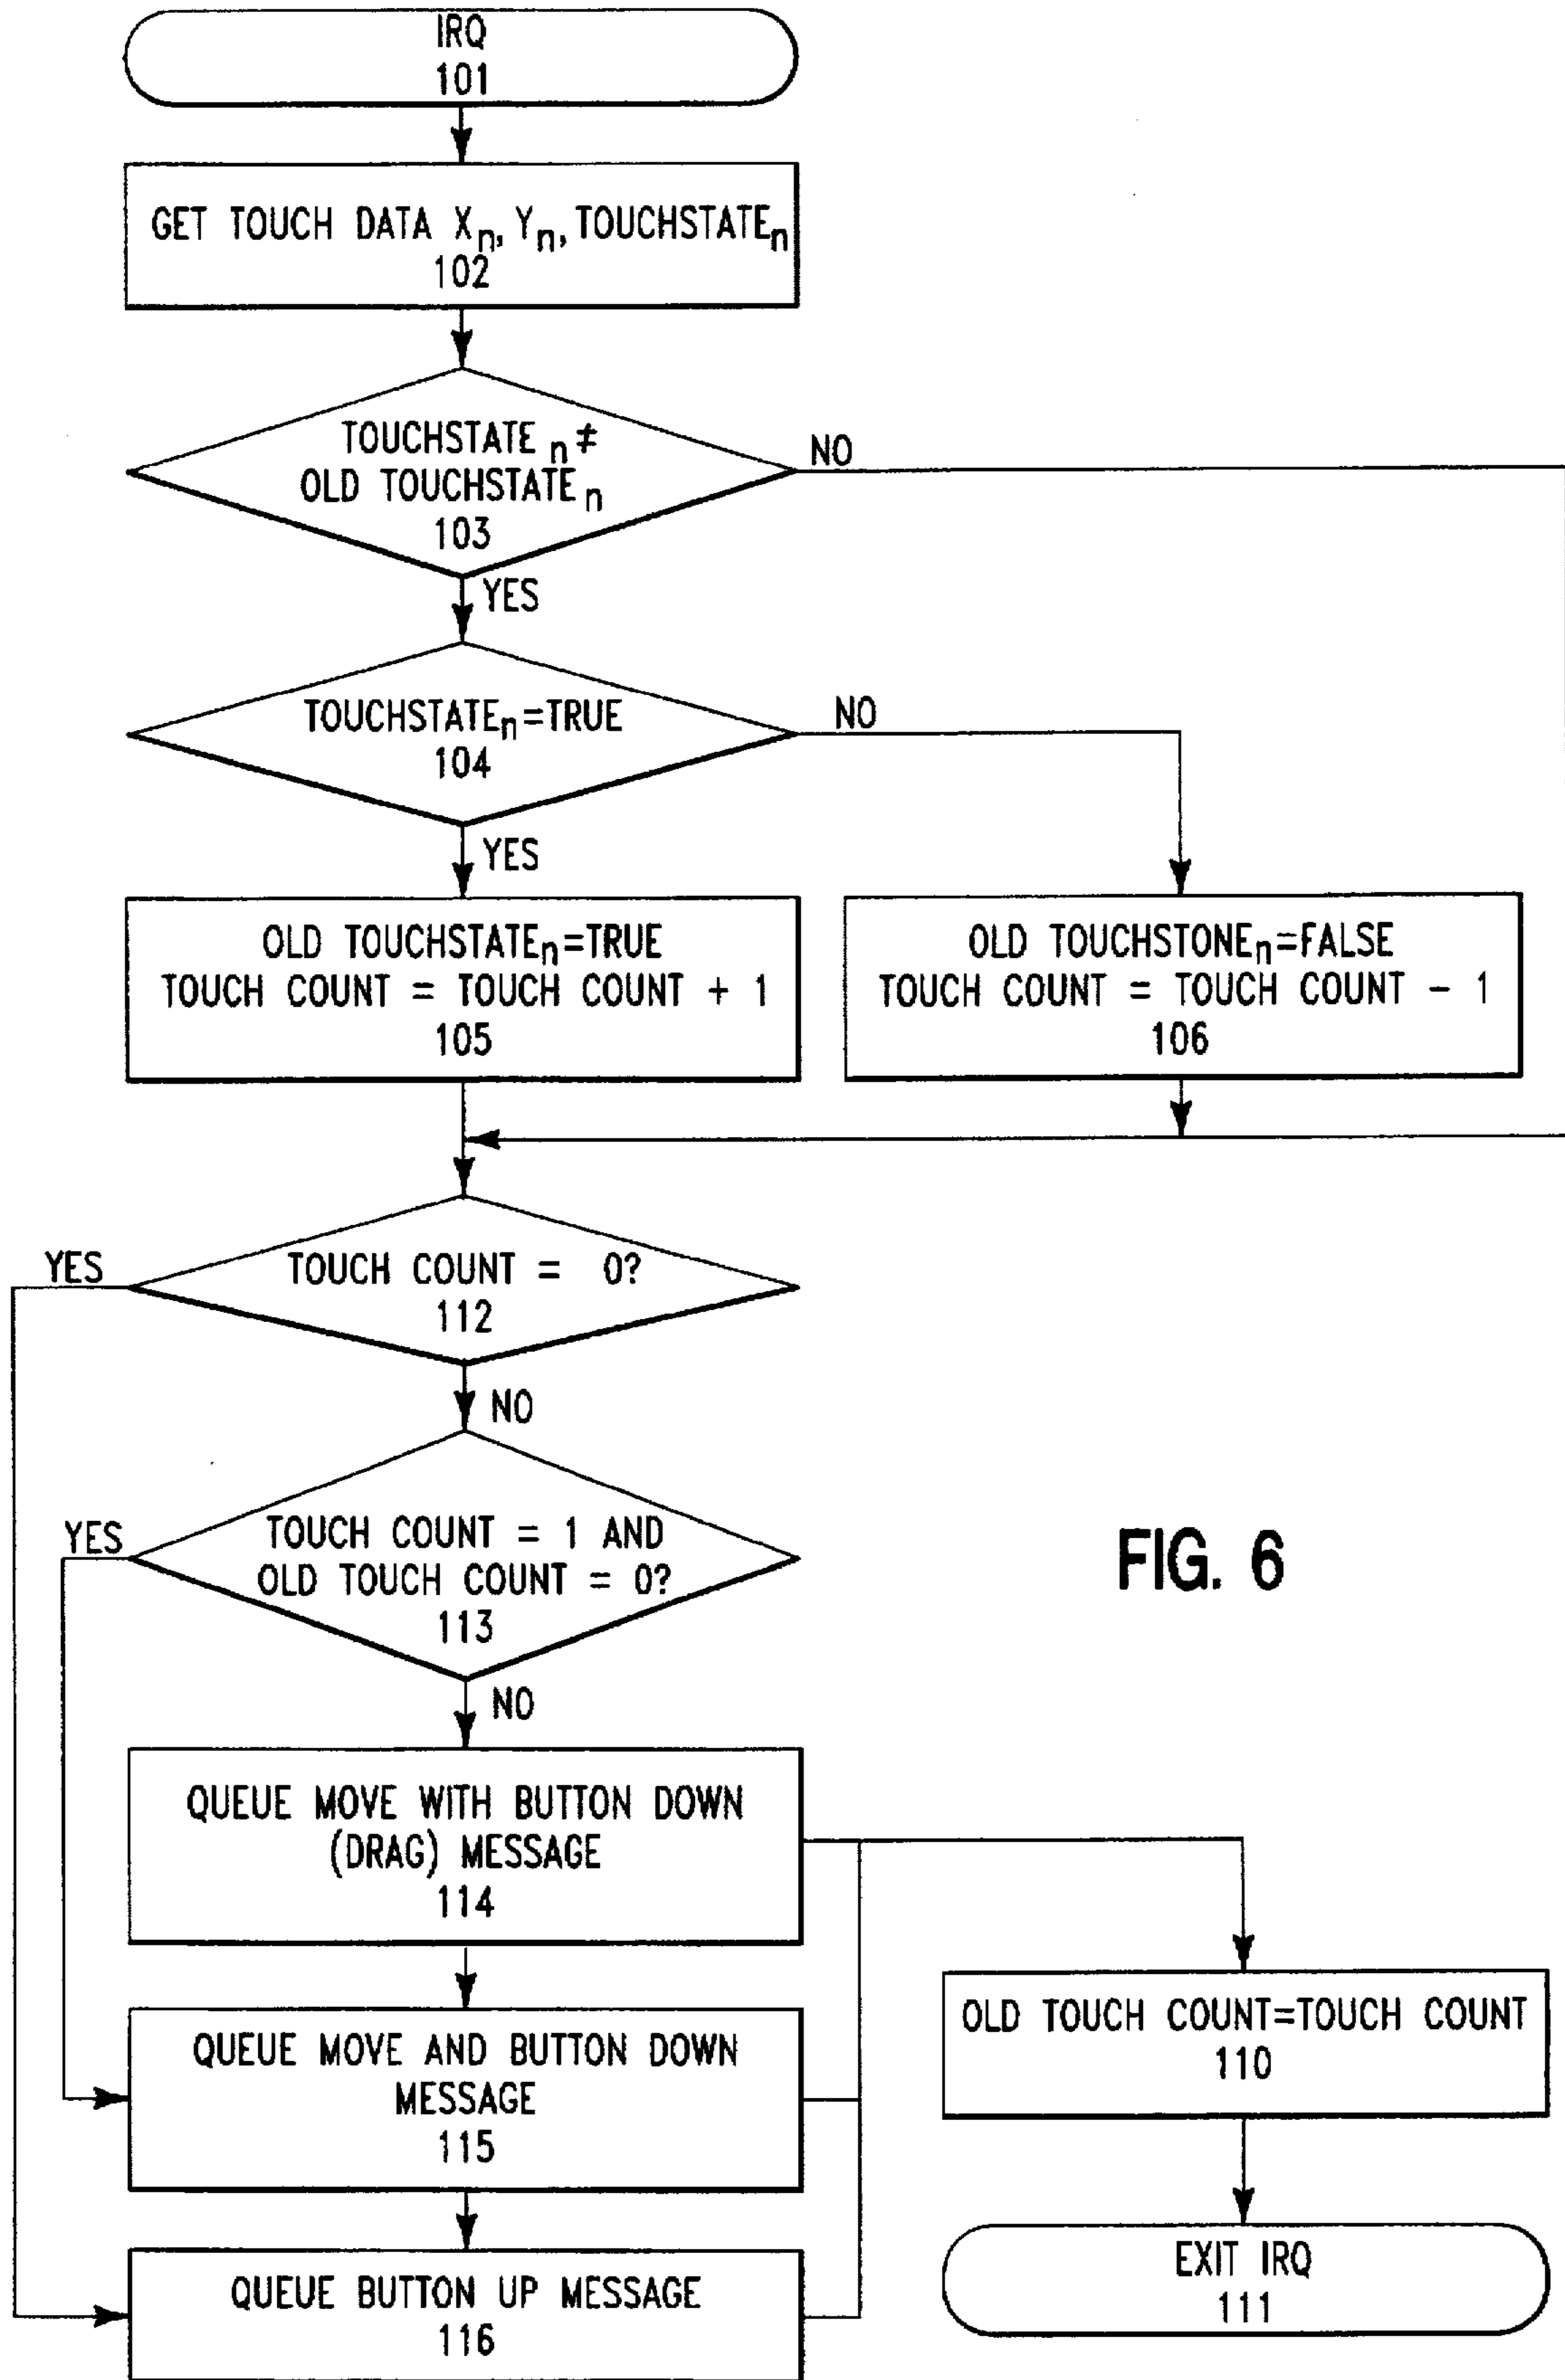 IRQ
101
GET TOUCH DATA Xn, Yn, TOUCHSTATEn
102
TOUCHSTATE n ≠
OLD TOUCHSTATE n
103
NO
YES
TOUCHSTATEn=TRUE
104
NO
YES
OLD TOUCHSTATEn=TRUE
TOUCH COUNT = TOUCH COUNT + 1
105
OLD TOUCHSTONEn=FALSE
TOUCH COUNT = TOUCH COUNT - 1
106
YES
TOUCH COUNT = 0?
112
NO
YES
TOUCH COUNT = 1 AND
OLD TOUCH COUNT = 0?
113
FIG. 6
NO
QUEUE MOVE WITH BUTTON DOWN
(DRAG) MESSAGE
114
OLD TOUCH COUNT=TOUCH COUNT
110
QUEUE MOVE AND BUTTON DOWN
MESSAGE
115
EXIT IRQ
111
QUEUE BUTTON UP MESSAGE
116